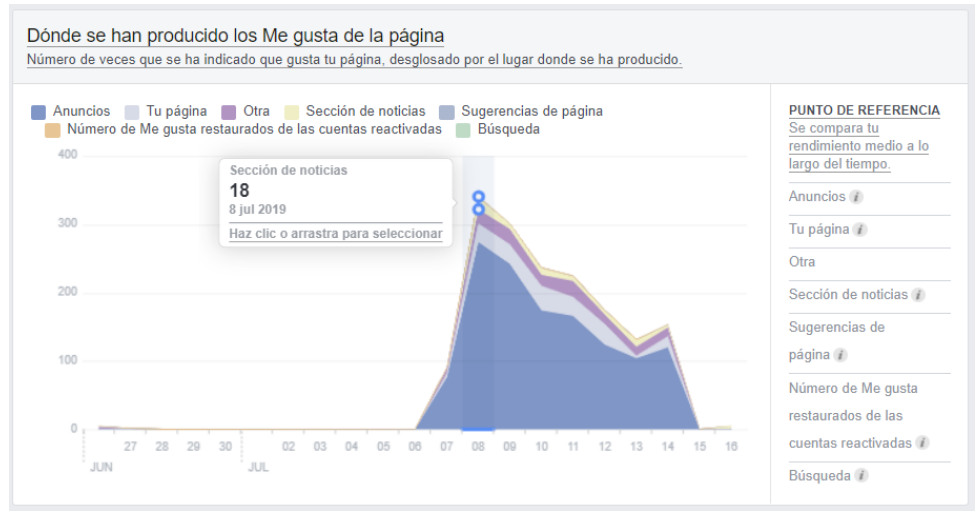 Dónde se han producido los Me gusta de la página
Número de veces que se ha indicado que gusta tu página, desglosado por el lugar donde se ha producido.
Anuncios Tu página Otra Sección de noticias Sugerencias de página
Número de Me gusta restaurados de las cuentas reactivadas Búsqueda
400
300
200
100
0
Sección de noticias
18
8 jul 2019
Haz clic o arrastra para seleccionar
27 28 29 30 02 03 04 05 06 07 08 09 10 11 12 13 14 15 16
JUN JUL
PUNTO DE REFERENCIA
Se compara tu
rendimiento medio a lo
largo del tiempo.
Anuncios i
Tu página i
Otra
Sección de noticias i
Sugerencias de
página i
Número de Me gusta
restaurados de las
cuentas reactivadas i
Búsqueda i